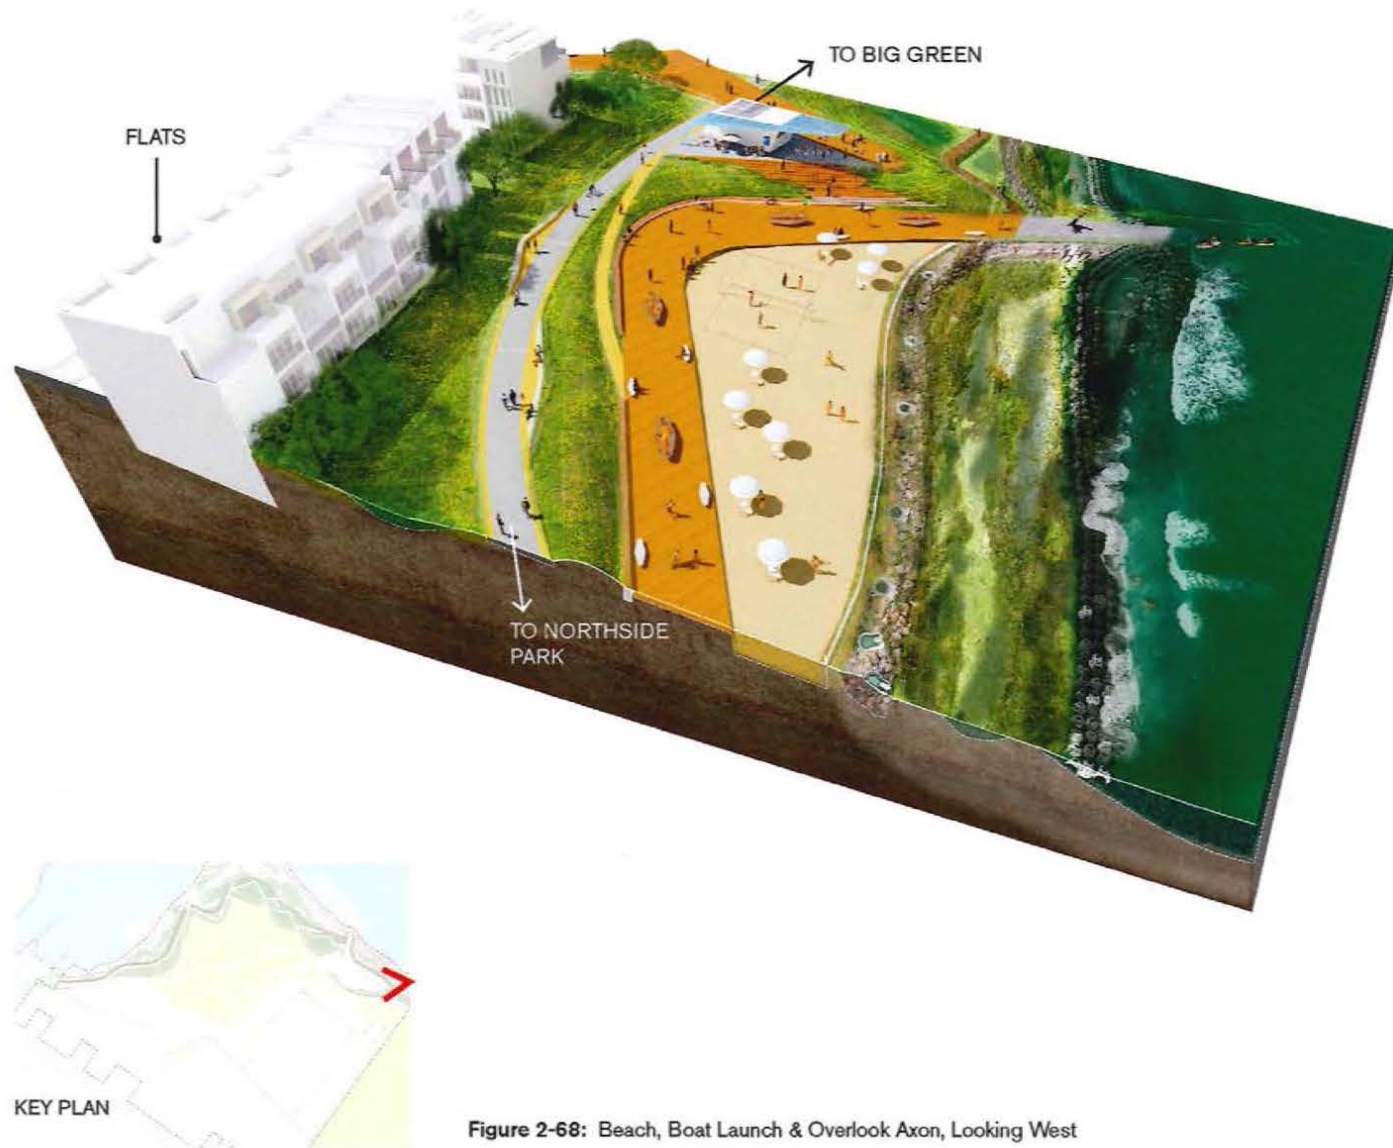 TO BIG GREEN
FLATS
TO NORTHSIDE
PARK
KEY PLAN
Figure 2-68: Beach, Boat Launch & Overlook Axon, Looking West